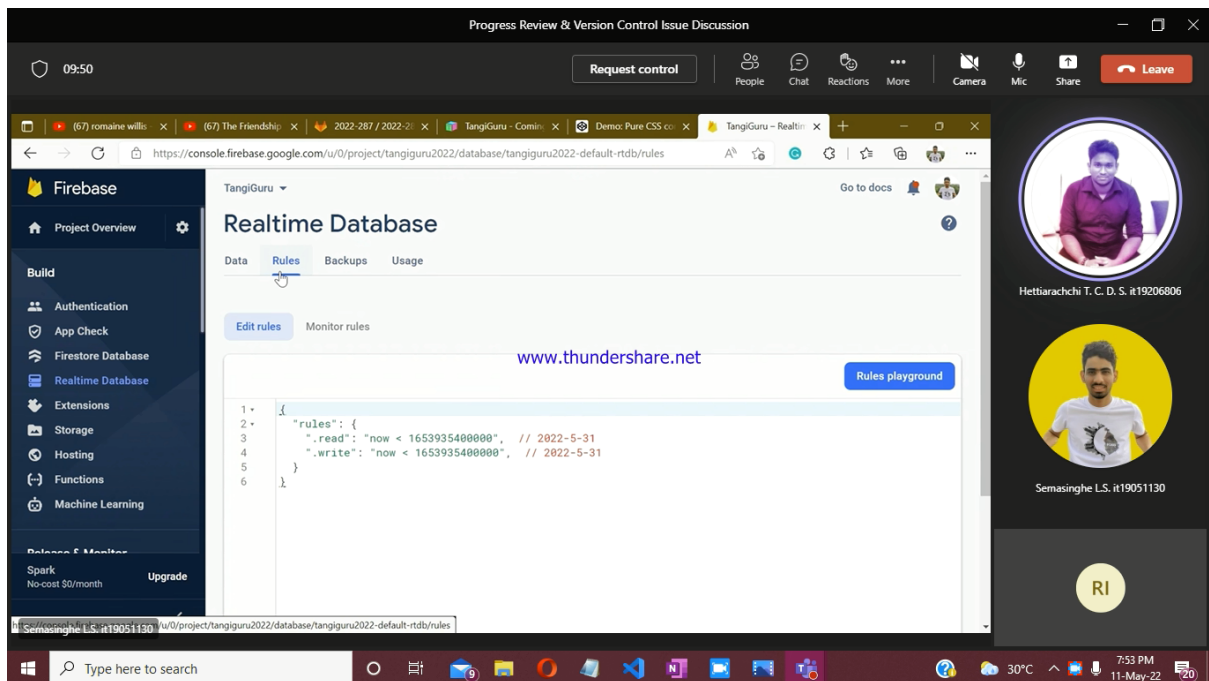 Progress Review & Version Control Issue Discussion
09:50
Request control
People
Chat
Reactions
More
Camera
Mic
Share
Leave
(67) romaine willis
(67) The Friendship
2022-287 / 2022-28
TangiGuru - Coming
Demo: Pure CSS co
TangiGuru – Realtim
https://console.firebase.google.com/u/0/project/tangiguru2022/database/tangiguru2022-default-rtdb/rules
Firebase
TangiGuru
Go to docs
Project Overview
Realtime Database
Data
Rules
Backups
Usage
Build
Authentication
App Check
Firestore Database
Realtime Database
Extensions
Storage
Hosting
Functions
Machine Learning
Release & Monitor
Spark
No-cost $0/month
Upgrade
Edit rules
Monitor rules
www.thundershare.net
Rules playground
1 {
2 "rules": {
3 ".read": "now < 1653935400000", // 2022-5-31
4 ".write": "now < 1653935400000", // 2022-5-31
5 }
6 }
Hettiarachchi T. C. D. S. it19206806
Semasinghe L.S. it19051130
RI
Semasinghe L.S. it19051130
/u/0/project/tangiguru2022/database/tangiguru2022-default-rtdb/rules
Type here to search
9
30°C
7:53 PM
11-May-22
20